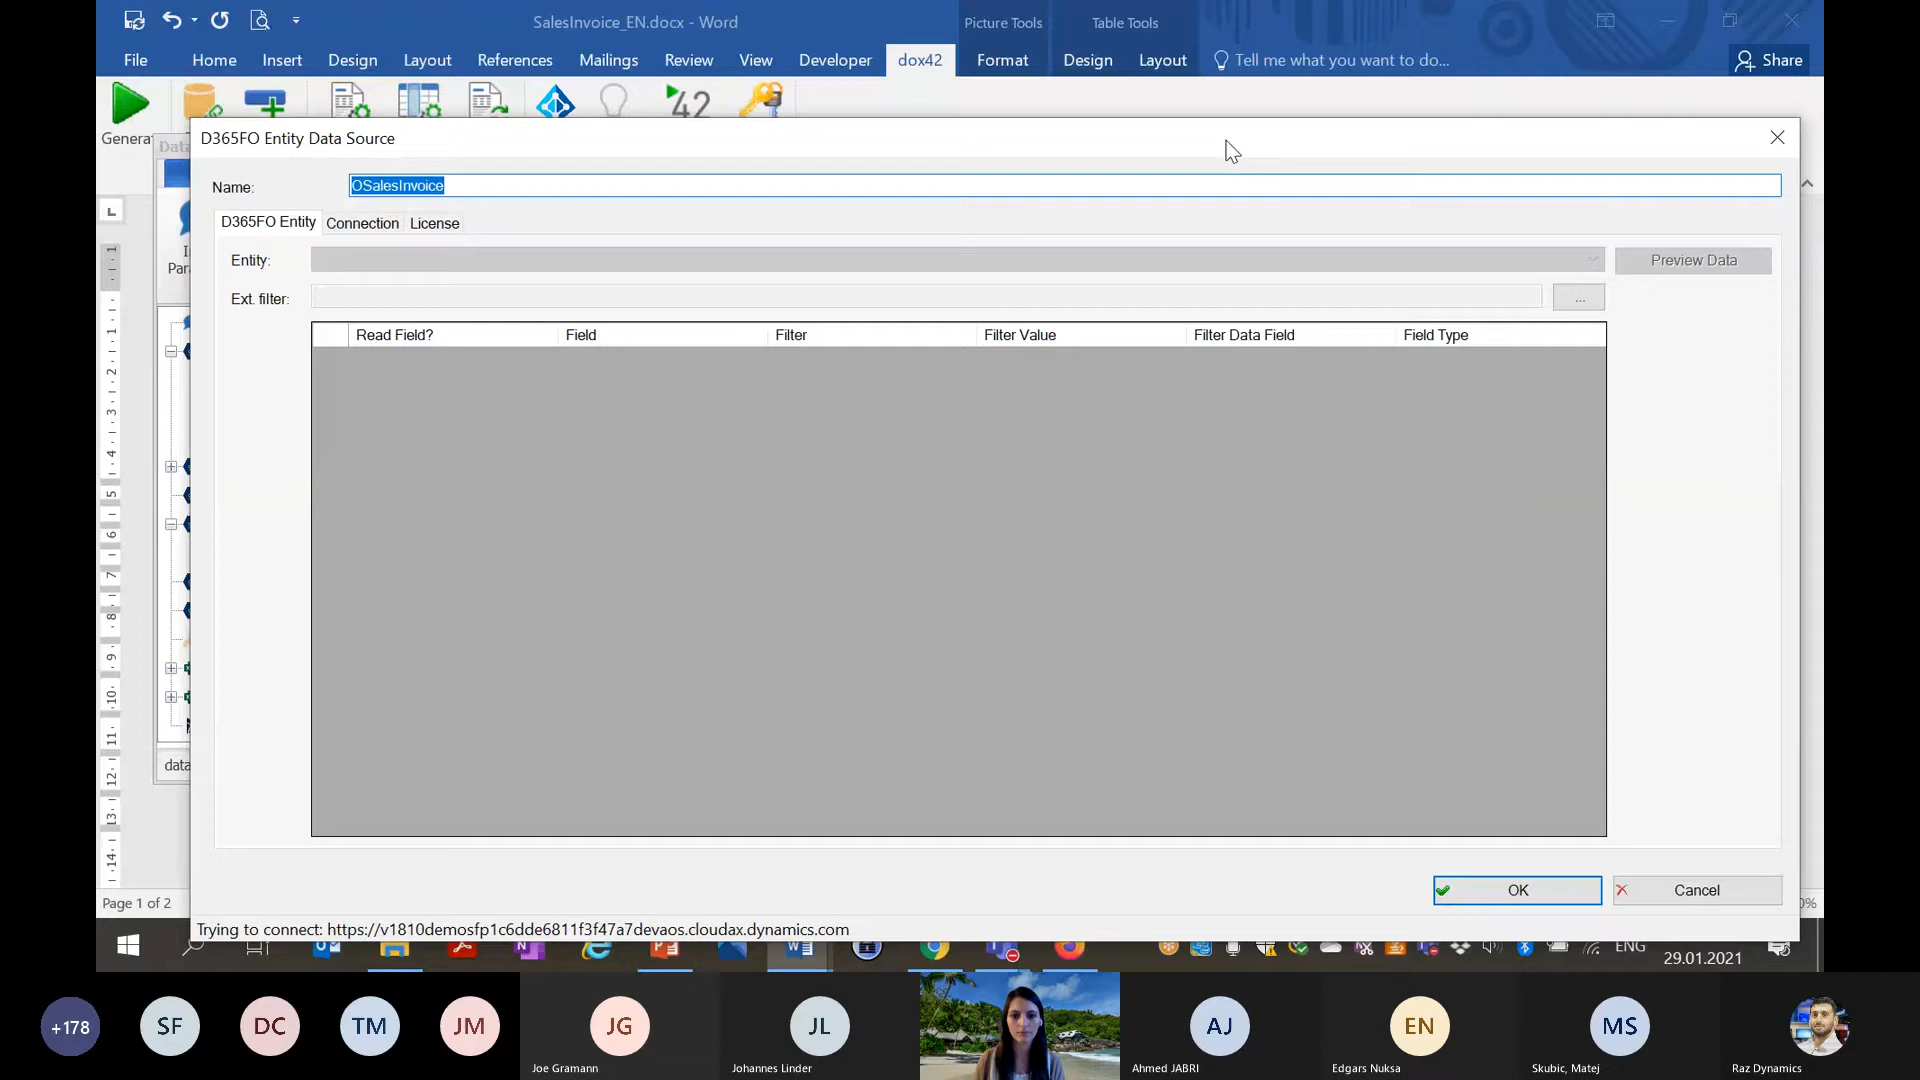 SalesInvoice_EN.docx - Word
Picture Tools
Table Tools
File
Home
Insert
Design
Layout
References
Mailings
Review
View
Developer
dox42
Format
Design
Layout
Tell me what you want to do...
Share
42
Genera
Data
D365FO Entity Data Source
Name:
OSalesInvoice
D365FO Entity
Connection
License
Entity:
Preview Data
Ext. filter:
...
Read Field?
Field
Filter
Filter Value
Filter Data Field
Field Type
Para
data
OK
Cancel
Page 1 of 2
0%
Trying to connect: https://v1810demosfp1c6dde6811f3f47a7devaos.cloudax.dynamics.com
ENG
29.01.2021
+178
SF
DC
TM
JM
JG
Joe Gramann
JL
Johannes Linder
AJ
Ahmed JABRI
EN
Edgars Nuksa
MS
Skubic, Matej
Raz Dynamics